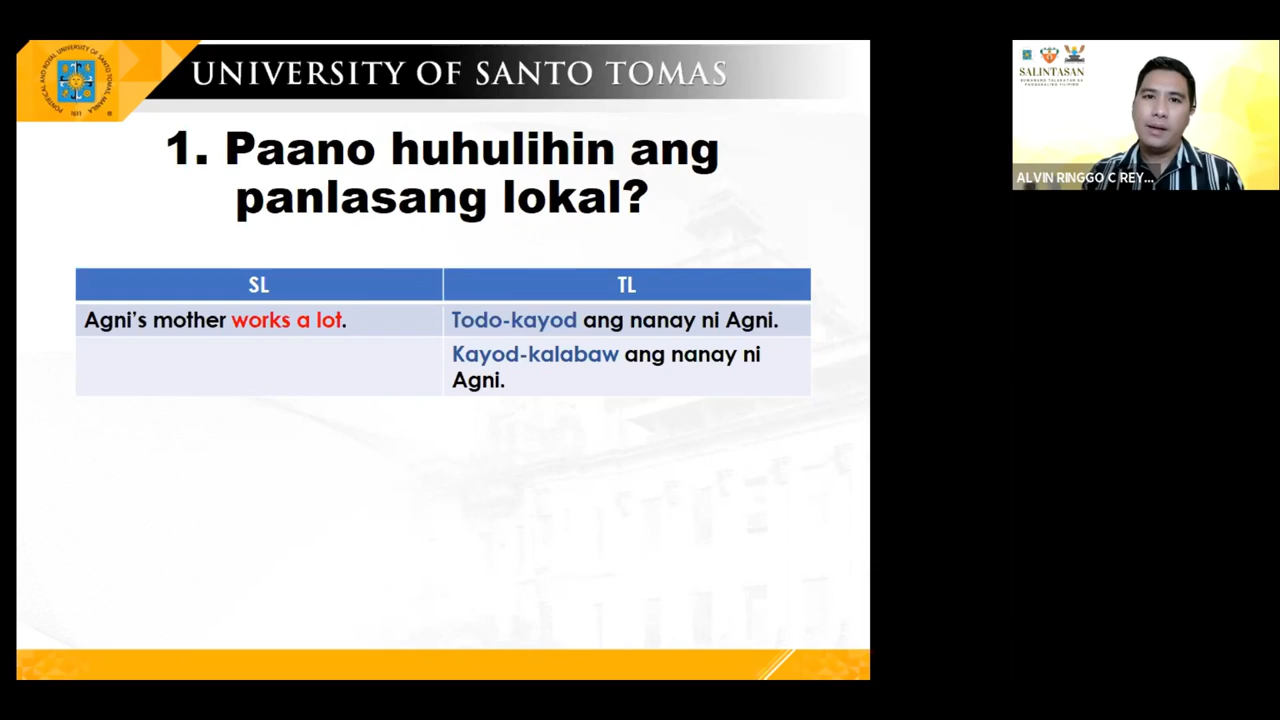 UNIVERSITY OF SANTO TOMAS
1. Paano huhulihin ang
panlasang lokal?
SL
TL
Agni's mother works a lot.
Todo-kayod ang nanay ni Agni.
Kayod-kalabaw ang nanay ni
Agni.
SALINTASAN
ALVIN RINGGO C REY...